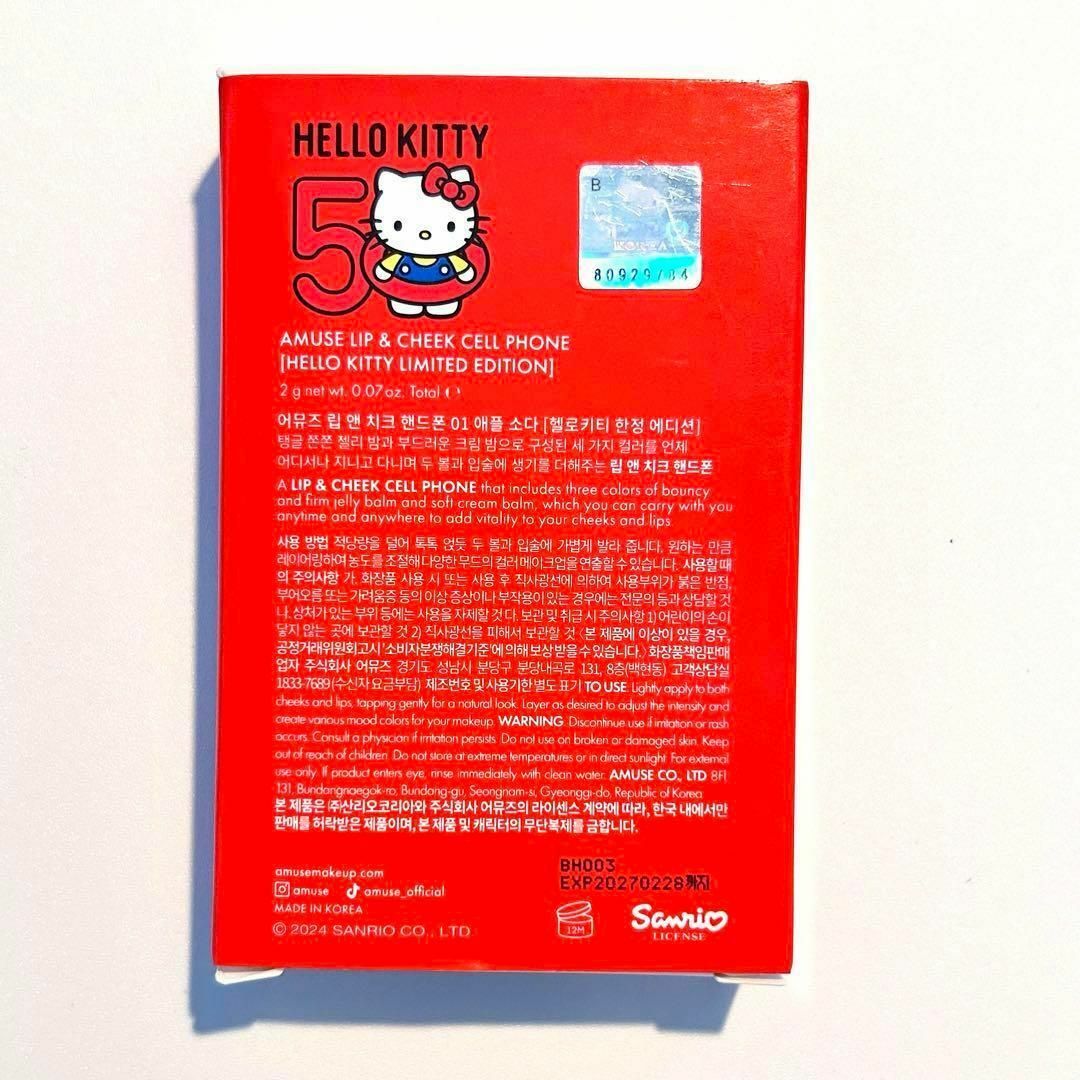 HELLO KITTY
50
B
KOREA
AMUSE LIP & CHEEK CELL PHONE
[HELLO KITTY LIMITED EDITION]
2 g net wt. 0.07oz. Total
어뮤즈 립 앤 치크 핸드폰 01 애플 소다 [헬로키티 한정 에디션]
탱글 쫀쫀 젤리 밤과 부드러운 크림 밤으로 구성된 세 가지 컬러를 언제
어디서나 지니고 다니며 두 볼과 입술에 생기를 더해주는 립 앤 치크 핸드폰
A LIP & CHEEK CELL PHONE that includes three colors of bouncy
and firm jelly balm and soft cream balm, which you can carry with you
anytime and anywhere to add vitality to your cheeks and lips
사용 방법 적당량을 덜어 톡톡 얹듯 두 볼과 입술에 가볍게 발라 줍니다. 원하는 만큼
레이어링하여 농도를 조절해 다양한 무드의 컬러 메이크업을 연출할 수 있습니다. 사용할 때
의 주의사항 가. 화장품 사용 시 또는 사용 후 직사광선에 의하여 사용부위가 붉은 반점,
부어오름 또는 가려움증 등의 이상 증상이나 부작용이 있는 경우에는 전문의 등과 상담할 것
나. 상처가 있는 부위 등에는 사용을 자제할 것 다. 보관 및 취급 시 주의사항 1) 어린이의 손이
닿지 않는 곳에 보관할 것 2) 직사광선을 피해서 보관할 것 <본 제품에 이상이 있을 경우,
공정거래위원회고시 '소비자분쟁해결기준'에 의해 보상 받을 수 있습니다.> 화장품책임판매
업자 주식회사 어뮤즈 경기도 성남시 분당구 분당내곡로 131, 8층(백현동) 고객상담실
1833-7689 (수신자 요금부담) 제조번호 및 사용기한 별도 표기 TO USE. Lightly apply to both
cheeks and lips, tapping gently for a natural look. Layer as desired to adjust the intensity and
create various mood colors for your makeup. WARNING. Discontinue use if irritation or rash
occurs. Consult a physician if irritation persists. Do not use on broken or damaged skin. Keep
out of reach of children. Do not store at extreme temperatures or in direct sunlight. For external
use only. If product enters eye, rinse immediately with clean water. AMUSE CO., LTD 8Fl
131, Bundangnaegok-ro, Bundang-gu, Seongnam-si, Gyeonggi-do, Republic of Korea
본 제품은 ㈜산리오코리아와 주식회사 어뮤즈의 라이센스 계약에 따라, 한국 내에서만
판매를 허락받은 제품이며, 본 제품 및 캐릭터의 무단복제를 금합니다.
amusemakeup.com
amuse amuse_official
MADE IN KOREA
© 2024 SANRIO CO., LTD
BH003
EXP20270228까지
12M
Sanrio
LICENSE